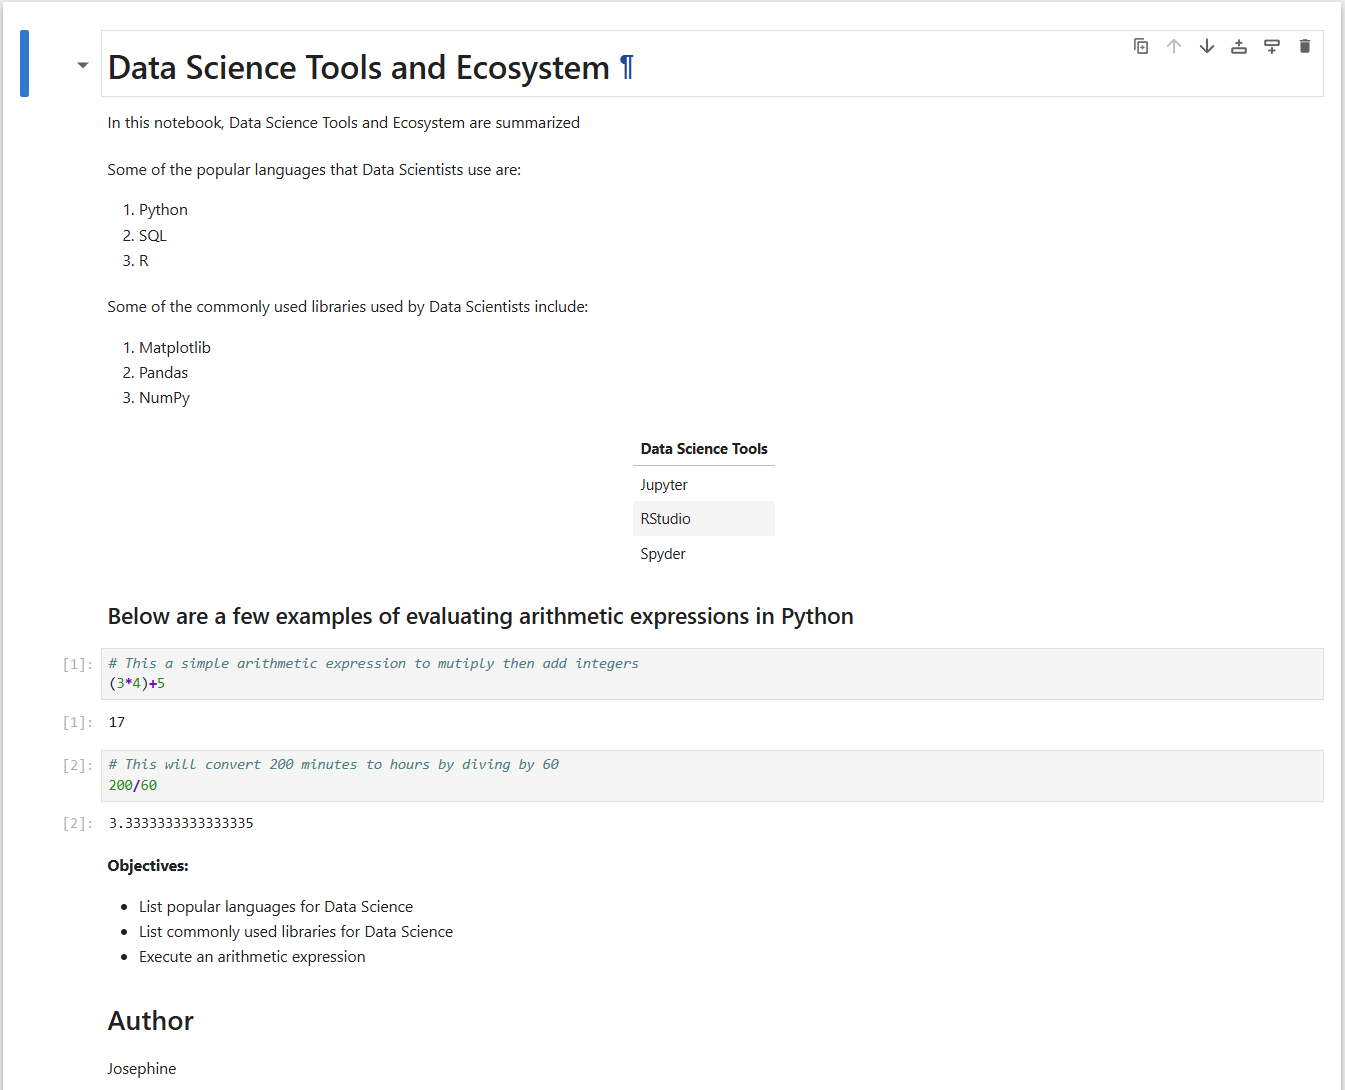 Data Science Tools and Ecosystem ¶
In this notebook, Data Science Tools and Ecosystem are summarized
Some of the popular languages that Data Scientists use are:
1. Python
2. SQL
3. R
Some of the commonly used libraries used by Data Scientists include:
1. Matplotlib
2. Pandas
3. NumPy
Data Science Tools
Jupyter
RStudio
Spyder
Below are a few examples of evaluating arithmetic expressions in Python
[1]: # This a simple arithmetic expression to mutiply then add integers
(3*4)+5
[1]: 17
[2]: # This will convert 200 minutes to hours by diving by 60
200/60
[2]: 3.3333333333333335
Objectives:
• List popular languages for Data Science
• List commonly used libraries for Data Science
• Execute an arithmetic expression
Author
Josephine